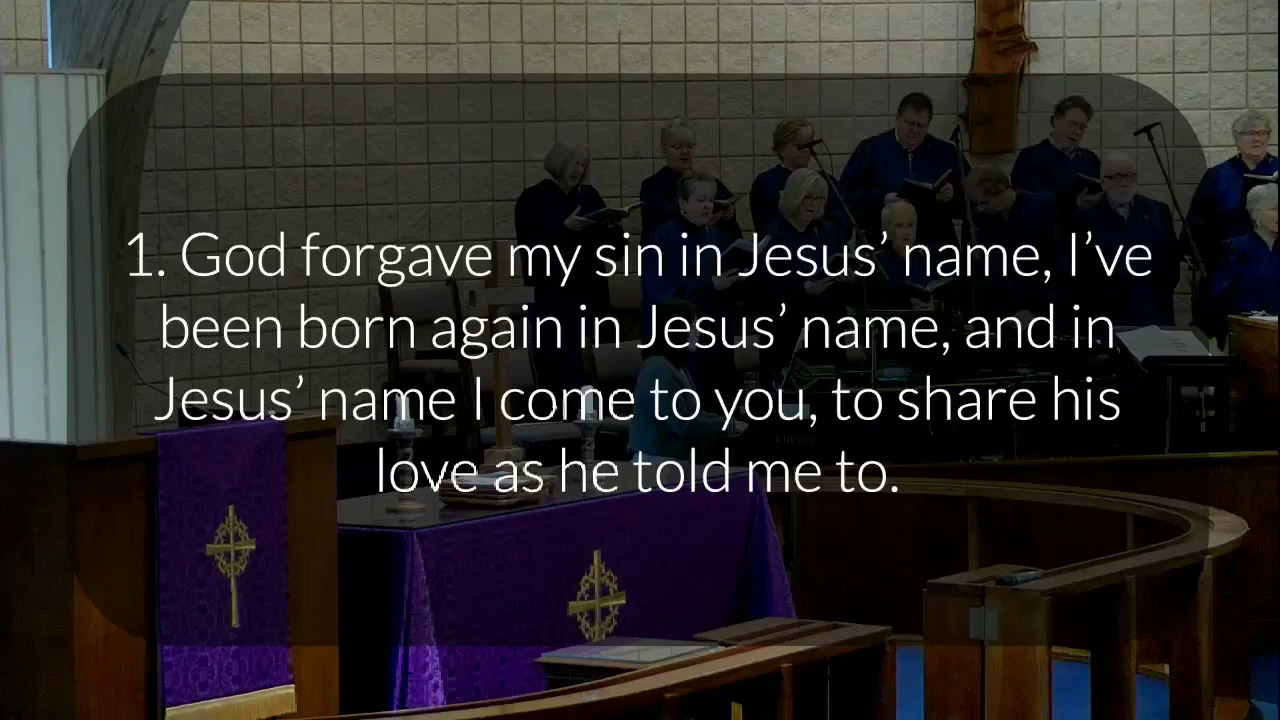 1. God forgave my sin in Jesus’ name, I’ve
been born again in Jesus’ name, and in
Jesus’ name I come to you, to share his
love as he told me to.